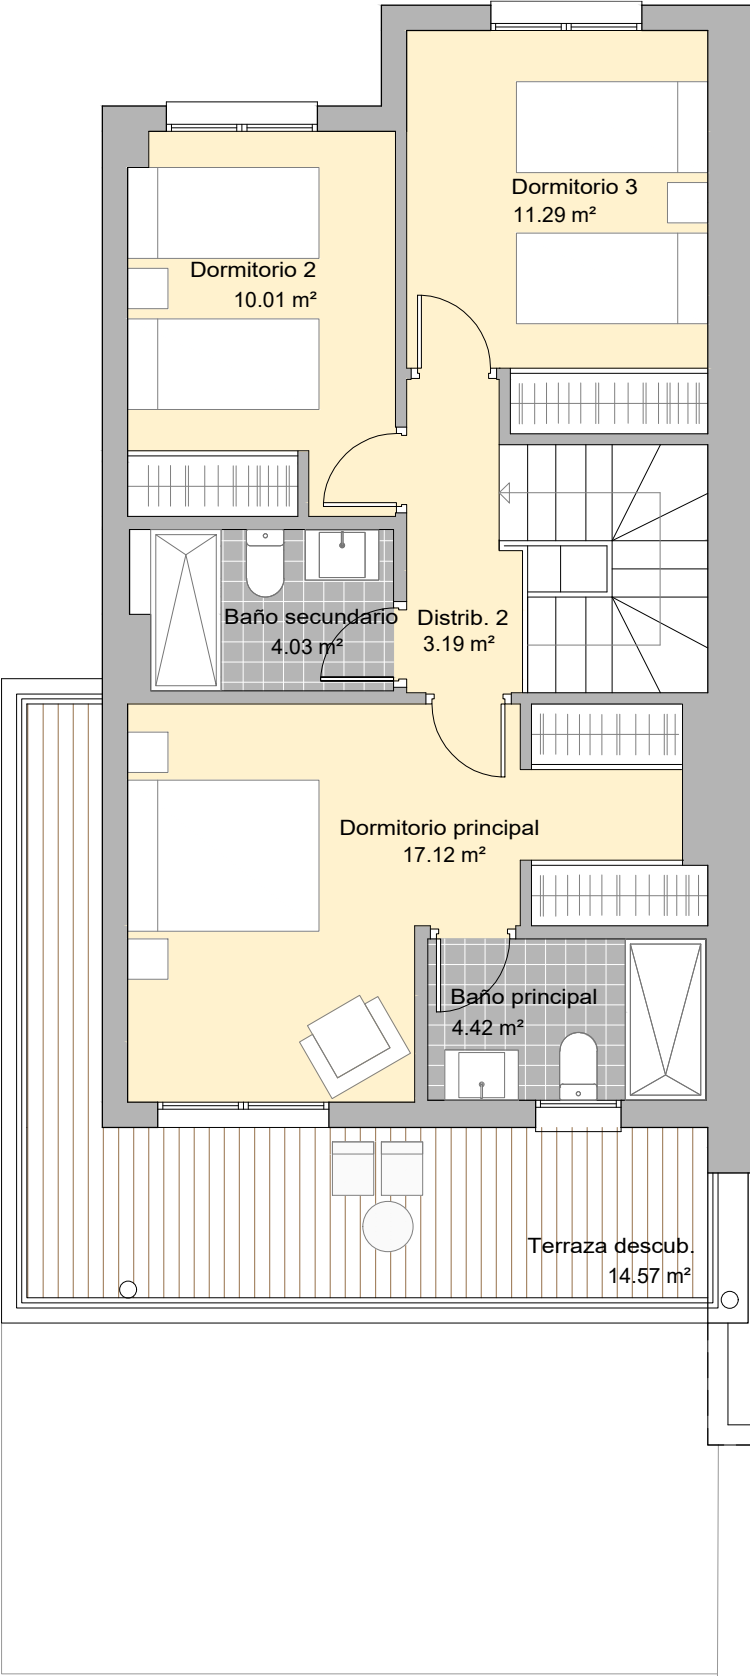 Dormitorio 3
11.29 m²
Dormitorio 2
10.01 m²
Baño secundario
4.03 m²
Distrib. 2
3.19 m²
Dormitorio principal
17.12 m²
Baño principal
4.42 m²
Terraza descub.
14.57 m²